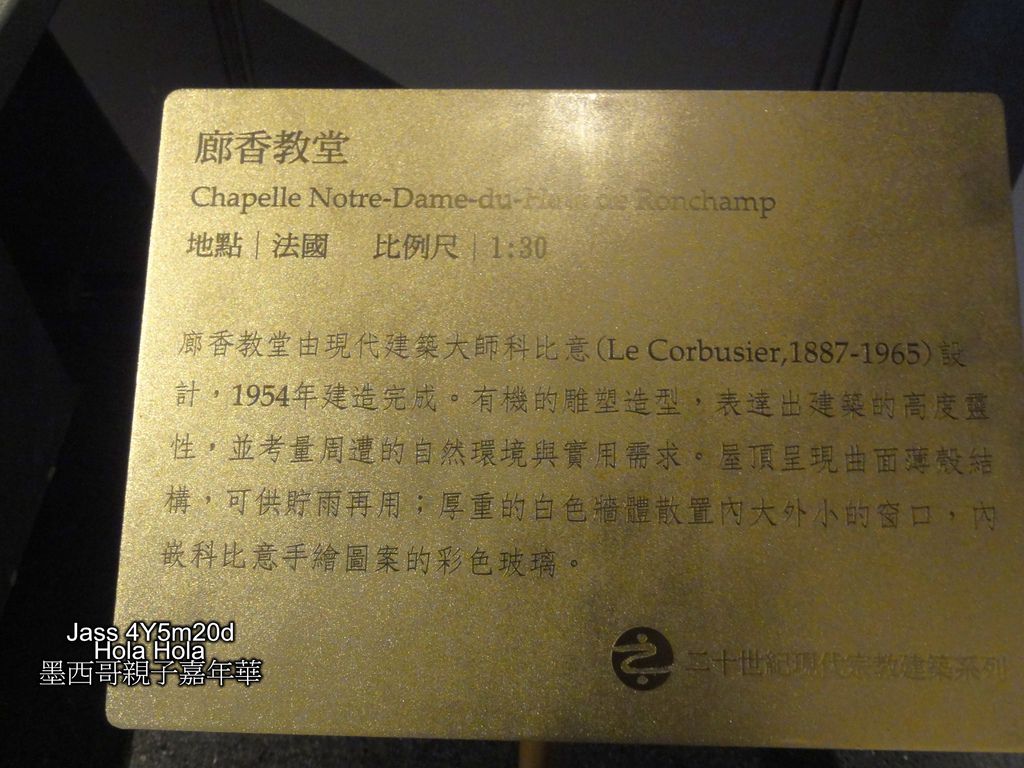 廊香教堂
Chapelle Notre-Dame-du-Haut de Ronchamp
地點｜法國 比例尺｜1:30
廊香教堂由現代建築大師科比意(Le Corbusier,1887-1965)設
計，1954年建造完成。有機的雕塑造型，表達出建築的高度靈
性，並考量周遭的自然環境與實用需求。屋頂呈現曲面薄殼結
構，可供貯雨再用；厚重的白色牆體散置內大外小的窗口，內
嵌科比意手繪圖案的彩色玻璃。
二十世紀現代宗教建築系列
Jass 4Y5m20d
Hola Hola
墨西哥親子嘉年華